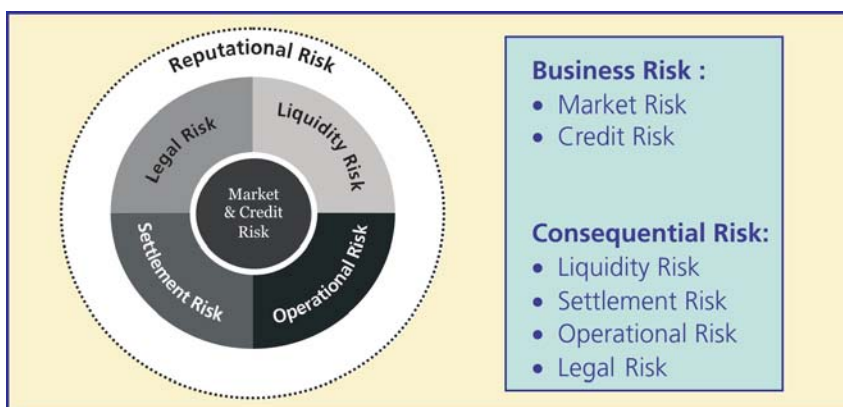 Reputational Risk
Legal Risk
Liquidity Risk
Market
& Credit
Risk
Settlement Risk
Operational Risk
Business Risk :
• Market Risk
• Credit Risk
Consequential Risk:
• Liquidity Risk
• Settlement Risk
• Operational Risk
• Legal Risk